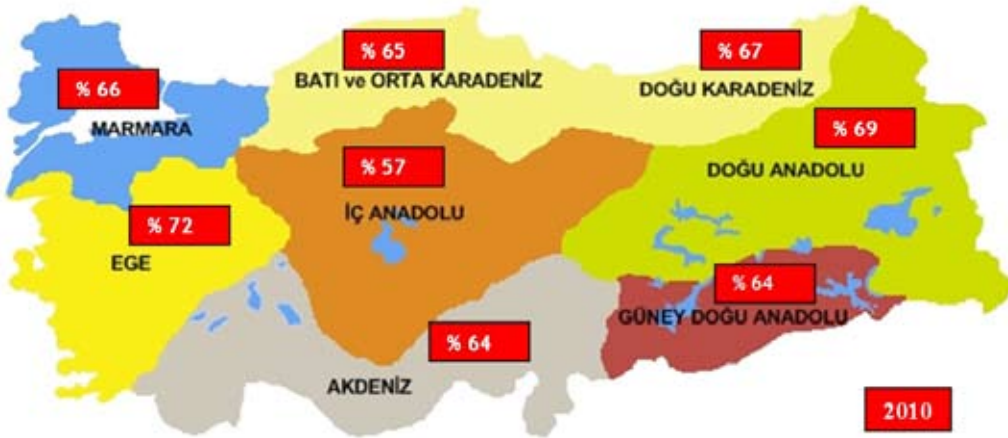 % 65
BATI ve ORTA KARADENİZ
% 67
DOĞU KARADENİZ
% 66
MARMARA
% 69
DOĞU ANADOLU
% 57
İÇ ANADOLU
% 72
EGE
% 64
GÜNEY DOĞU ANADOLU
% 64
AKDENİZ
2010